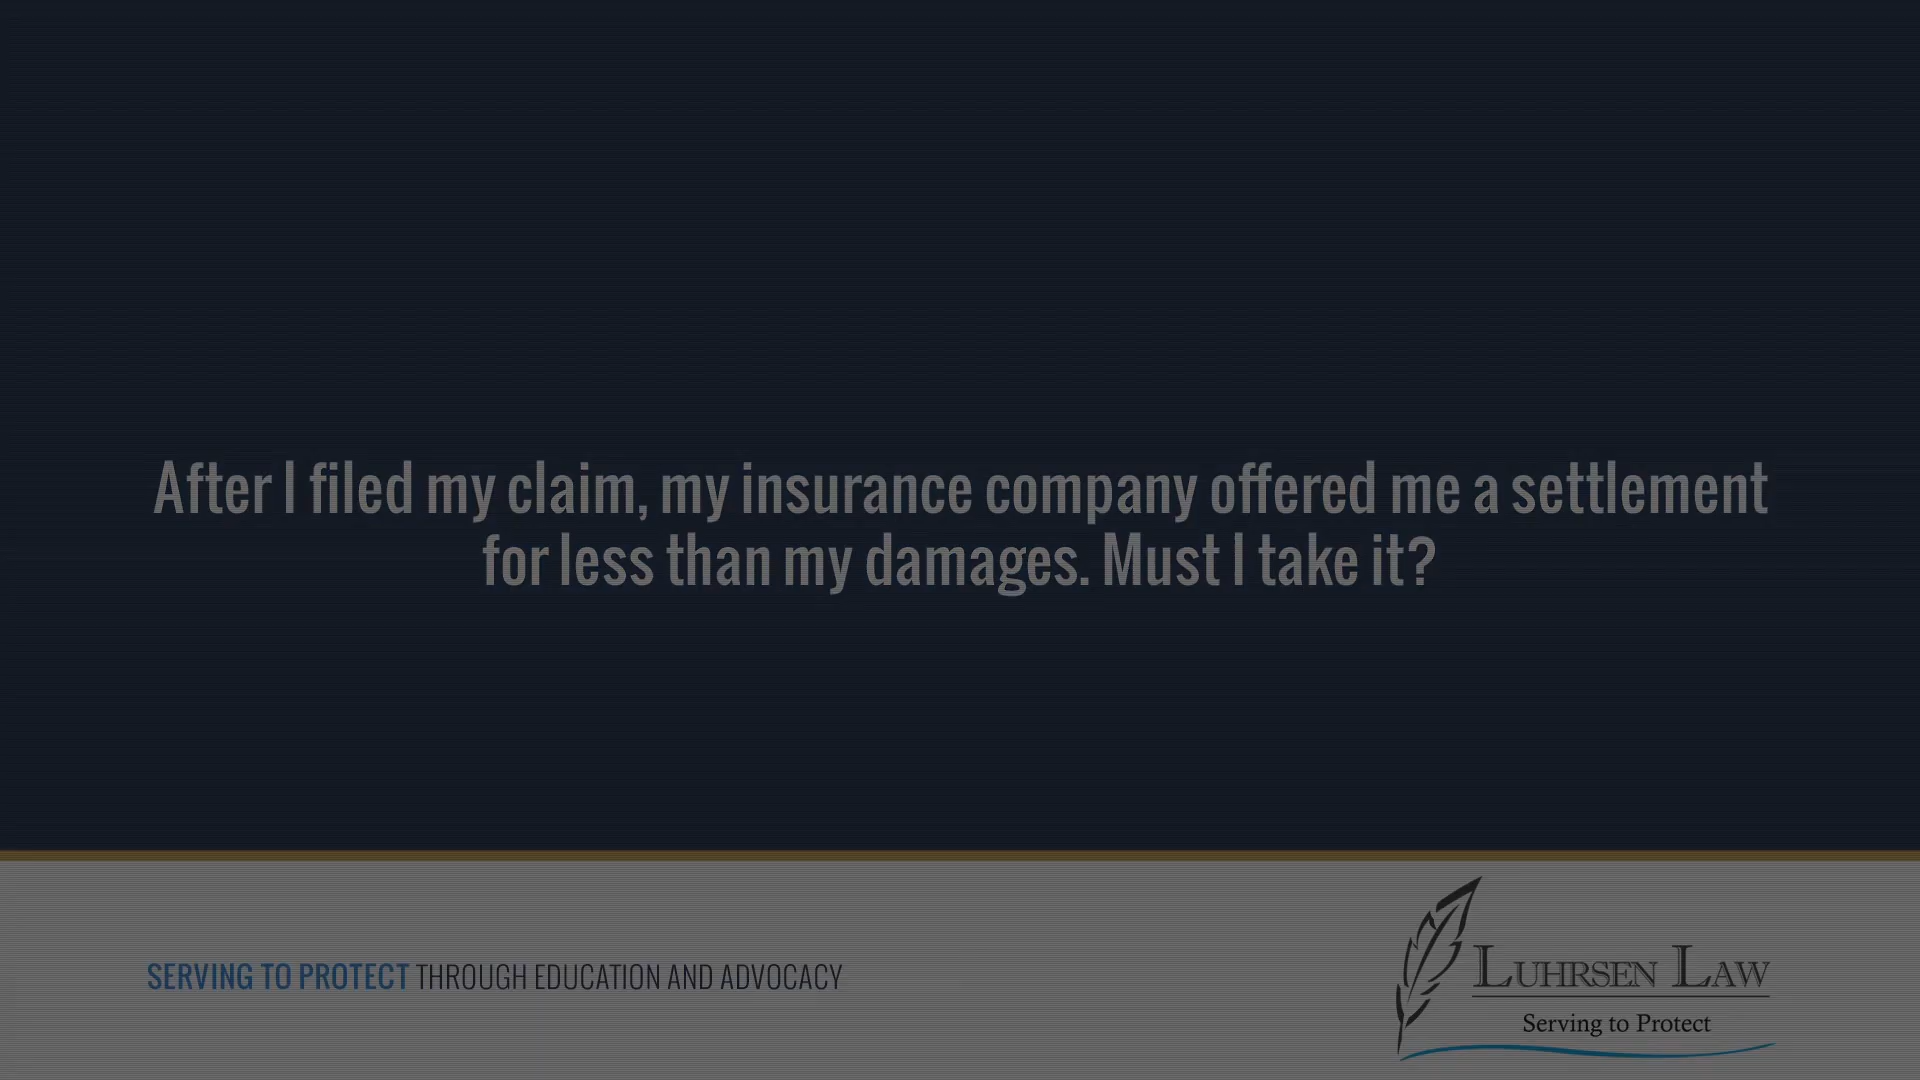 After I filed my claim, my insurance company offered me a settlement
for less than my damages. Must I take it?
SERVING TO PROTECT THROUGH EDUCATION AND ADVOCACY
LUHRSEN LAW
Serving to Protect